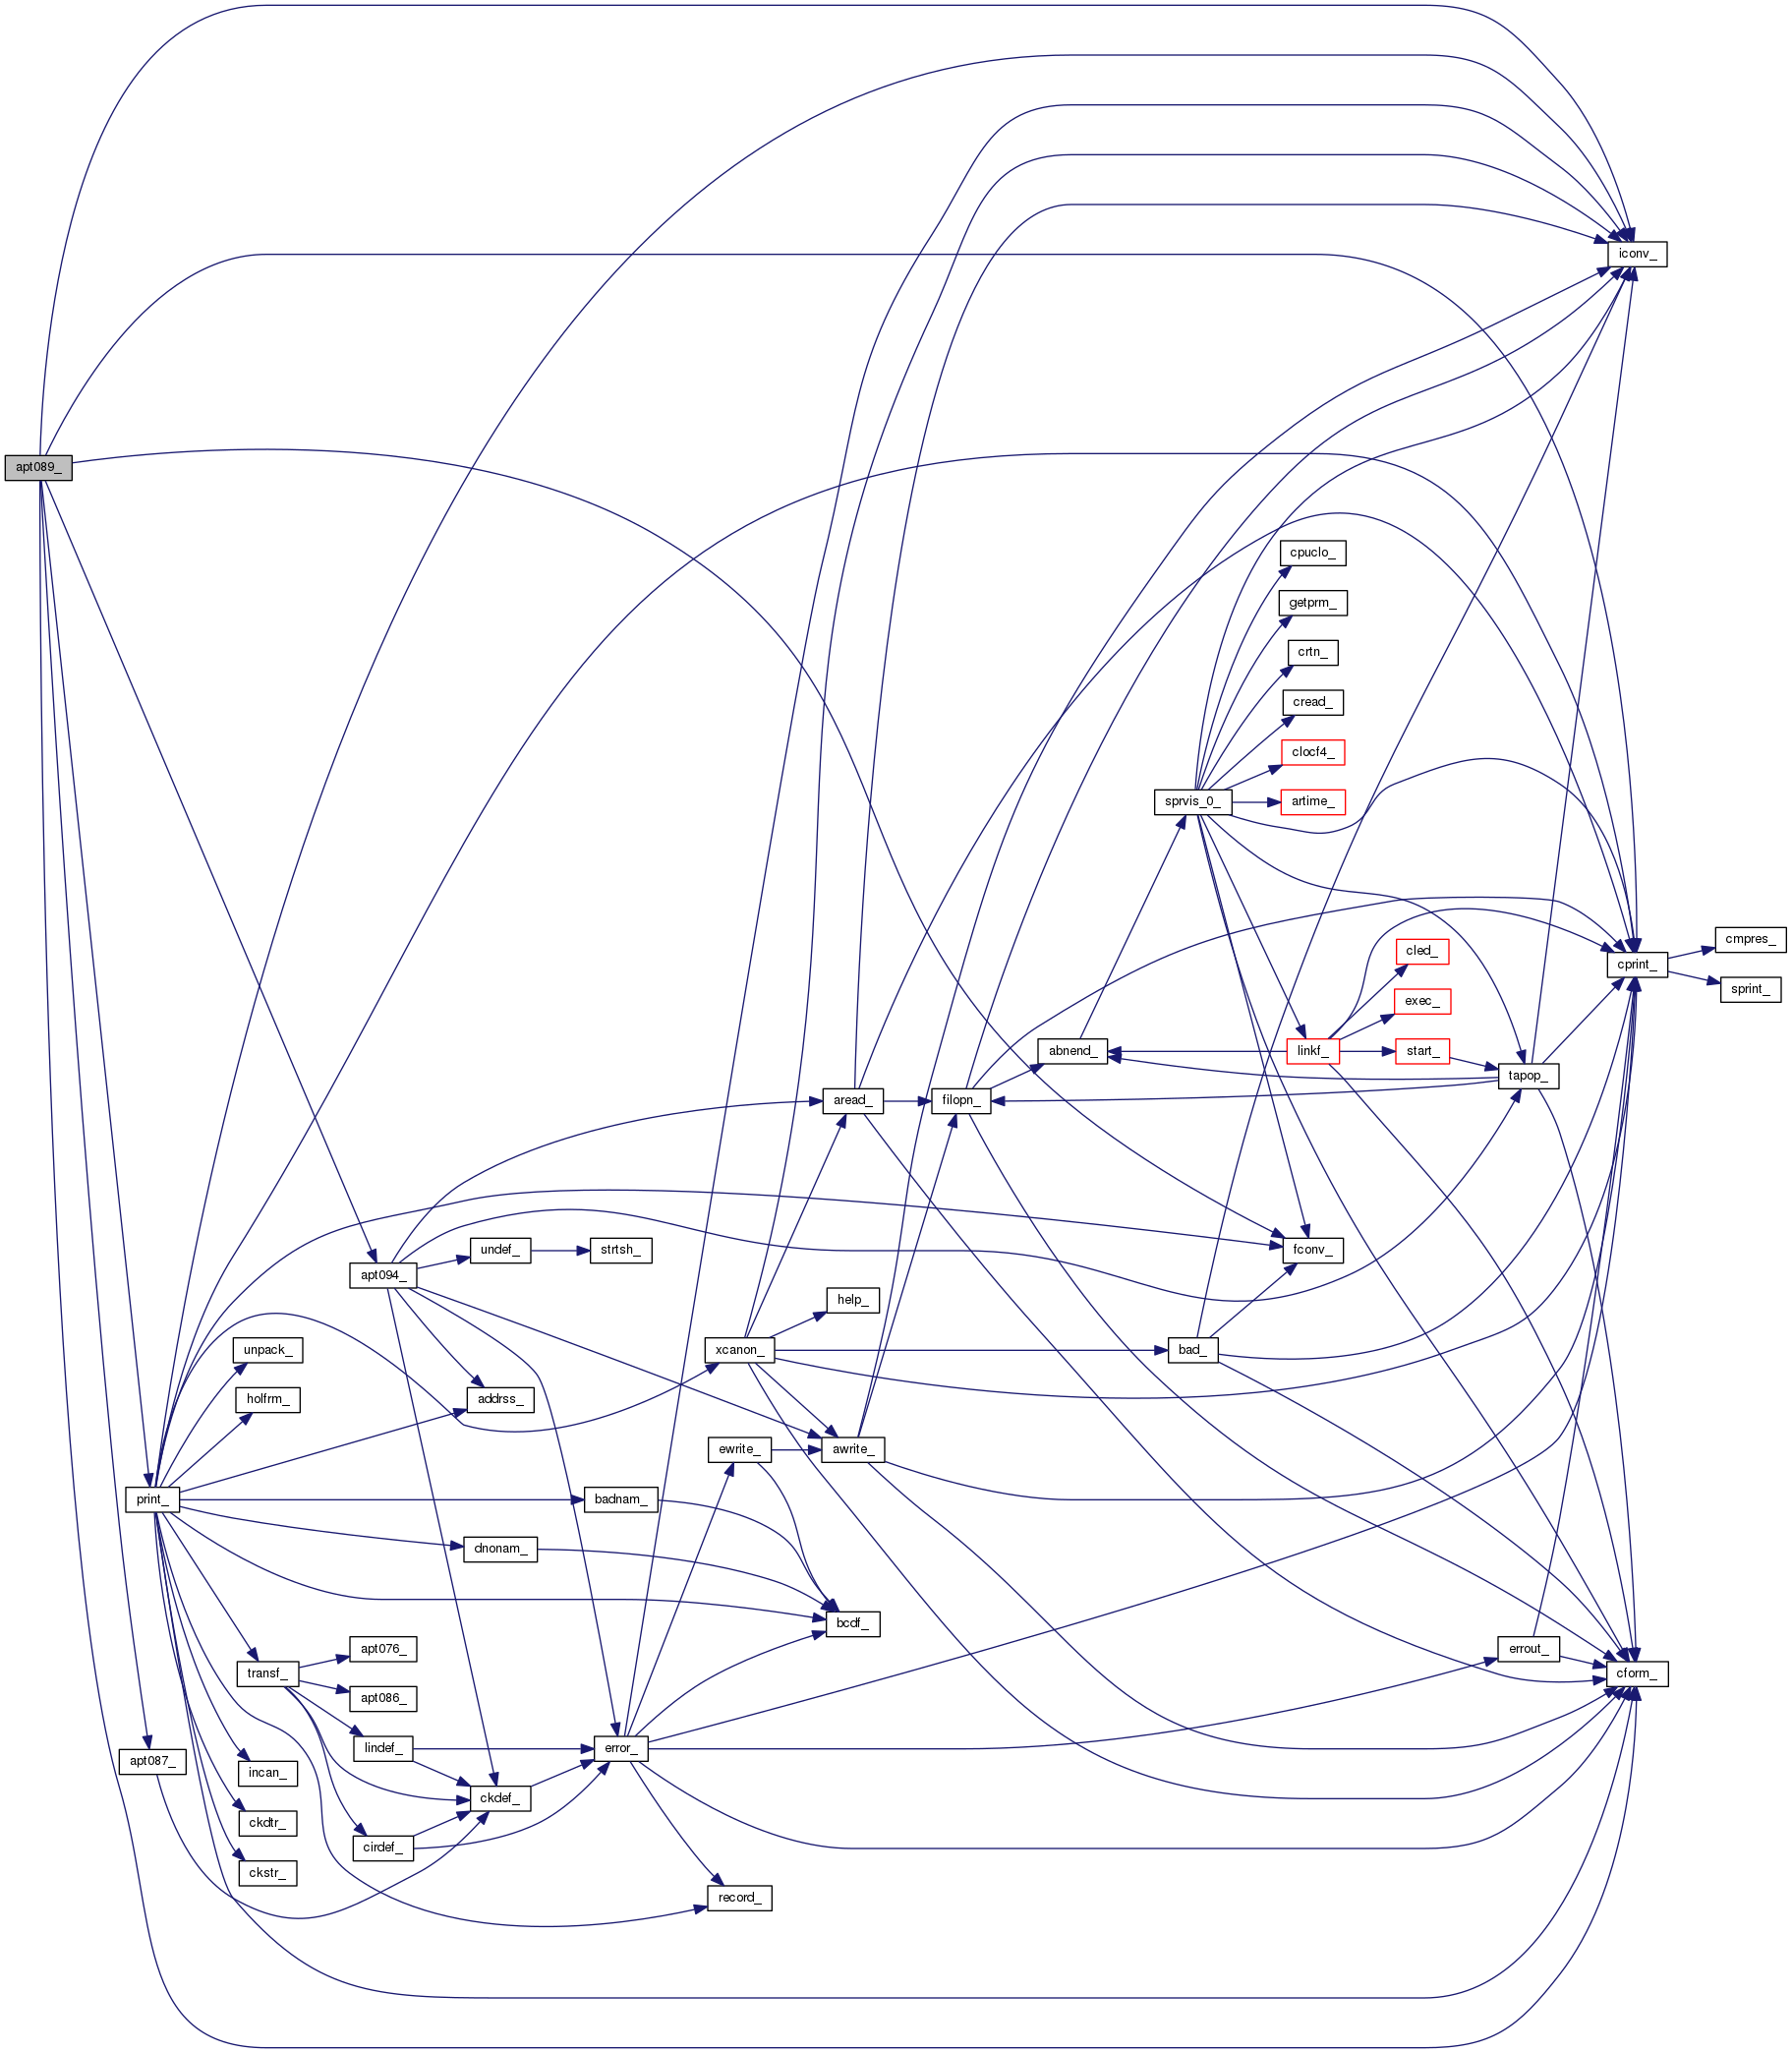 iconv_
apt089_
cpuclo_
getprm_
crtn_
cread_
clocf4_
sprvis_0_
artime_
cmpres_
cled_
cprint_
sprint_
exec_
abnend_
linkf_
start_
tapop_
aread_
filopn_
undef_
strtsh_
fconv_
apt094_
help_
unpack_
xcanon_
bad_
holfrm_
addrss_
ewrite_
awrite_
print_
badnam_
dnonam_
bcdf_
apt076_
errout_
transf_
cform_
apt086_
lindef_
error_
apt087_
incan_
ckdef_
ckdtr_
cirdef_
ckstr_
record_